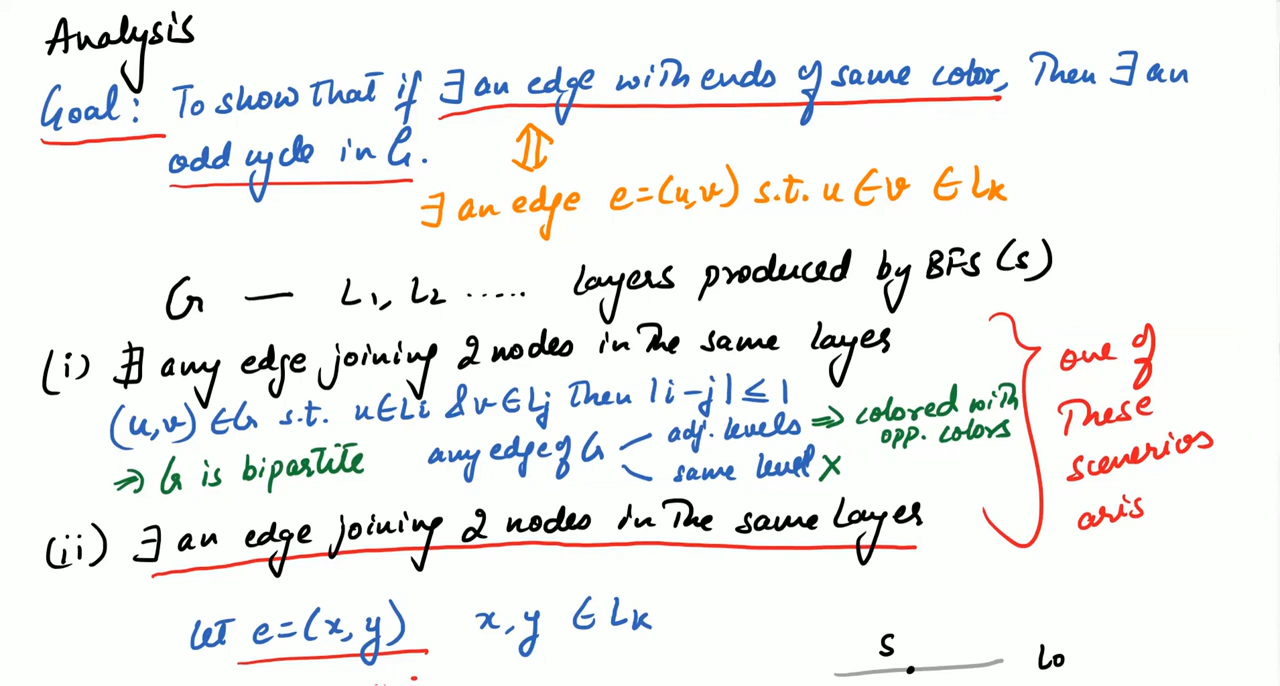 Analysis
Goal: To show that if ∃ an edge with ends of same color, Then ∃ an
odd cycle in G.
⇕
∃ an edge e=(u,v) s.t. u ∈ v ∈ Lk
G — L1, L2 ..... layers produced by BFS (s)
(i) ∄ any edge joining 2 nodes in the same layer
(u,v) ∈ G s.t. u∈Li & v∈Lj Then |i-j| ≤ 1
any edge of G adj. levels ⇒ colored with
opp. colors
same level X
⇒ G is bipartite
(ii) ∃ an edge joining 2 nodes in The same layer
one of
These
scenerios
aris
let e=(x,y) x,y ∈ Lk
s L0